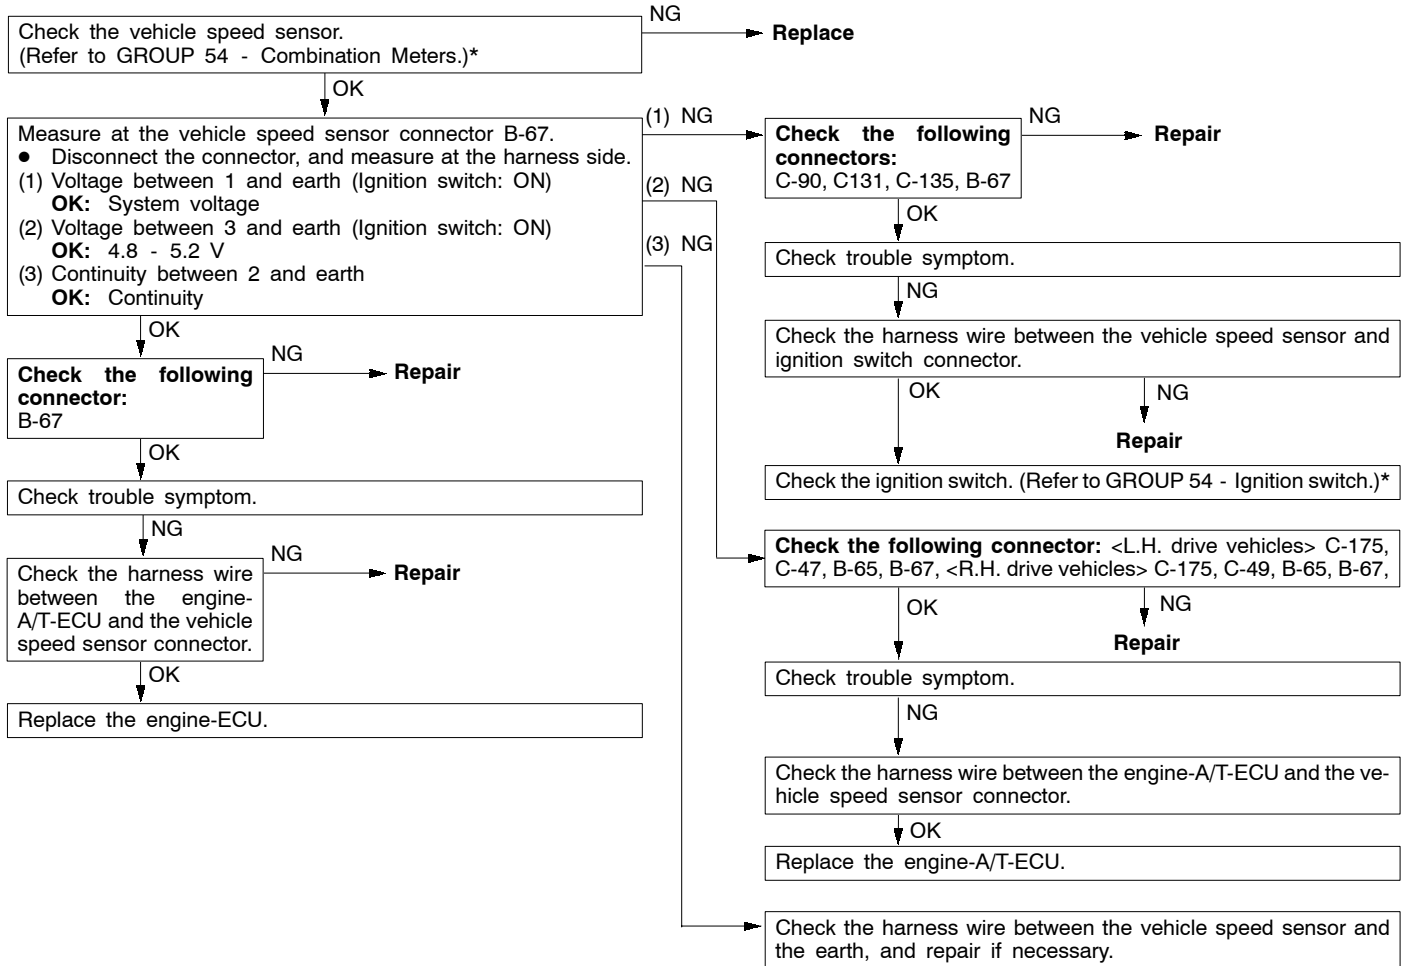 Check the vehicle speed sensor.
(Refer to GROUP 54 - Combination Meters.)*
NG
Replace
OK
Measure at the vehicle speed sensor connector B-67.
● Disconnect the connector, and measure at the harness side.
(1) Voltage between 1 and earth (Ignition switch: ON)
OK: System voltage
(2) Voltage between 3 and earth (Ignition switch: ON)
OK: 4.8 - 5.2 V
(3) Continuity between 2 and earth
OK: Continuity
(1) NG
(2) NG
(3) NG
OK
Check the following
connector:
B-67
NG
Repair
OK
Check trouble symptom.
NG
Check the harness wire
between the engine-
A/T-ECU and the vehicle
speed sensor connector.
NG
Repair
OK
Replace the engine-ECU.
Check the following
connectors:
C-90, C131, C-135, B-67
NG
Repair
OK
Check trouble symptom.
NG
Check the harness wire between the vehicle speed sensor and
ignition switch connector.
OK
NG
Repair
Check the ignition switch. (Refer to GROUP 54 - Ignition switch.)*
Check the following connector: <L.H. drive vehicles> C-175,
C-47, B-65, B-67, <R.H. drive vehicles> C-175, C-49, B-65, B-67,
OK
NG
Repair
Check trouble symptom.
NG
Check the harness wire between the engine-A/T-ECU and the ve-
hicle speed sensor connector.
OK
Replace the engine-A/T-ECU.
Check the harness wire between the vehicle speed sensor and
the earth, and repair if necessary.